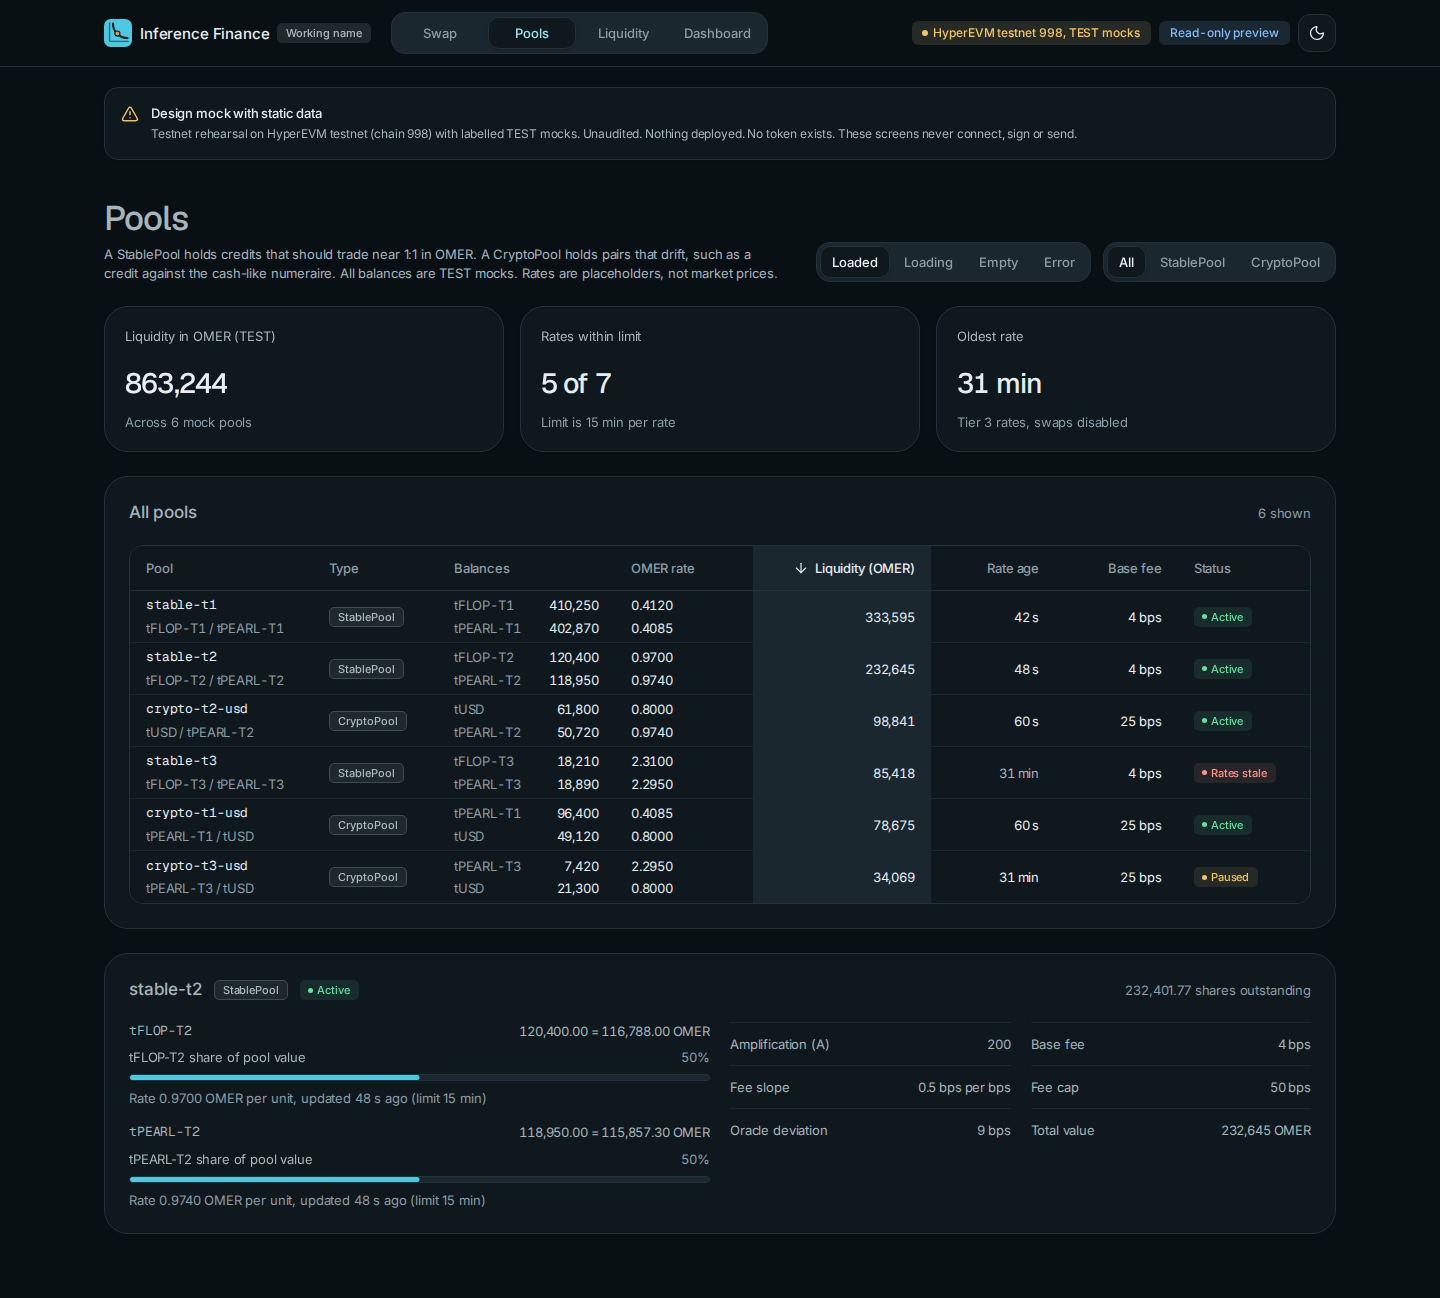 Inference Finance
Working name
Swap
Pools
Liquidity
Dashboard
HyperEVM testnet 998, TEST mocks
Read-only preview
Design mock with static data
Testnet rehearsal on HyperEVM testnet (chain 998) with labelled TEST mocks. Unaudited. Nothing deployed. No token exists. These screens never connect, sign or send.
Pools
A StablePool holds credits that should trade near 1:1 in OMER. A CryptoPool holds pairs that drift, such as a
credit against the cash-like numeraire. All balances are TEST mocks. Rates are placeholders, not market prices.
Loaded
Loading
Empty
Error
All
StablePool
CryptoPool
Liquidity in OMER (TEST)
863,244
Across 6 mock pools
Rates within limit
5 of 7
Limit is 15 min per rate
Oldest rate
31 min
Tier 3 rates, swaps disabled
All pools
6 shown
Pool Type Balances OMER rate Liquidity (OMER) Rate age Base fee Status
stable-t1 tFLOP-T1 410,250 0.4120
StablePool 333,595 42 s 4 bps Active
tFLOP-T1 / tPEARL-T1 tPEARL-T1 402,870 0.4085
stable-t2 tFLOP-T2 120,400 0.9700
StablePool 232,645 48 s 4 bps Active
tFLOP-T2 / tPEARL-T2 tPEARL-T2 118,950 0.9740
crypto-t2-usd tUSD 61,800 0.8000
CryptoPool 98,841 60 s 25 bps Active
tUSD / tPEARL-T2 tPEARL-T2 50,720 0.9740
stable-t3 tFLOP-T3 18,210 2.3100
StablePool 85,418 31 min 4 bps Rates stale
tFLOP-T3 / tPEARL-T3 tPEARL-T3 18,890 2.2950
crypto-t1-usd tPEARL-T1 96,400 0.4085
CryptoPool 78,675 60 s 25 bps Active
tPEARL-T1 / tUSD tUSD 49,120 0.8000
crypto-t3-usd tPEARL-T3 7,420 2.2950
CryptoPool 34,069 31 min 25 bps Paused
tPEARL-T3 / tUSD tUSD 21,300 0.8000
stable-t2
StablePool
Active
232,401.77 shares outstanding
tFLOP-T2 120,400.00 = 116,788.00 OMER
tFLOP-T2 share of pool value 50%
Rate 0.9700 OMER per unit, updated 48 s ago (limit 15 min)
tPEARL-T2 118,950.00 = 115,857.30 OMER
tPEARL-T2 share of pool value 50%
Rate 0.9740 OMER per unit, updated 48 s ago (limit 15 min)
Amplification (A) 200
Fee slope 0.5 bps per bps
Oracle deviation 9 bps
Base fee 4 bps
Fee cap 50 bps
Total value 232,645 OMER